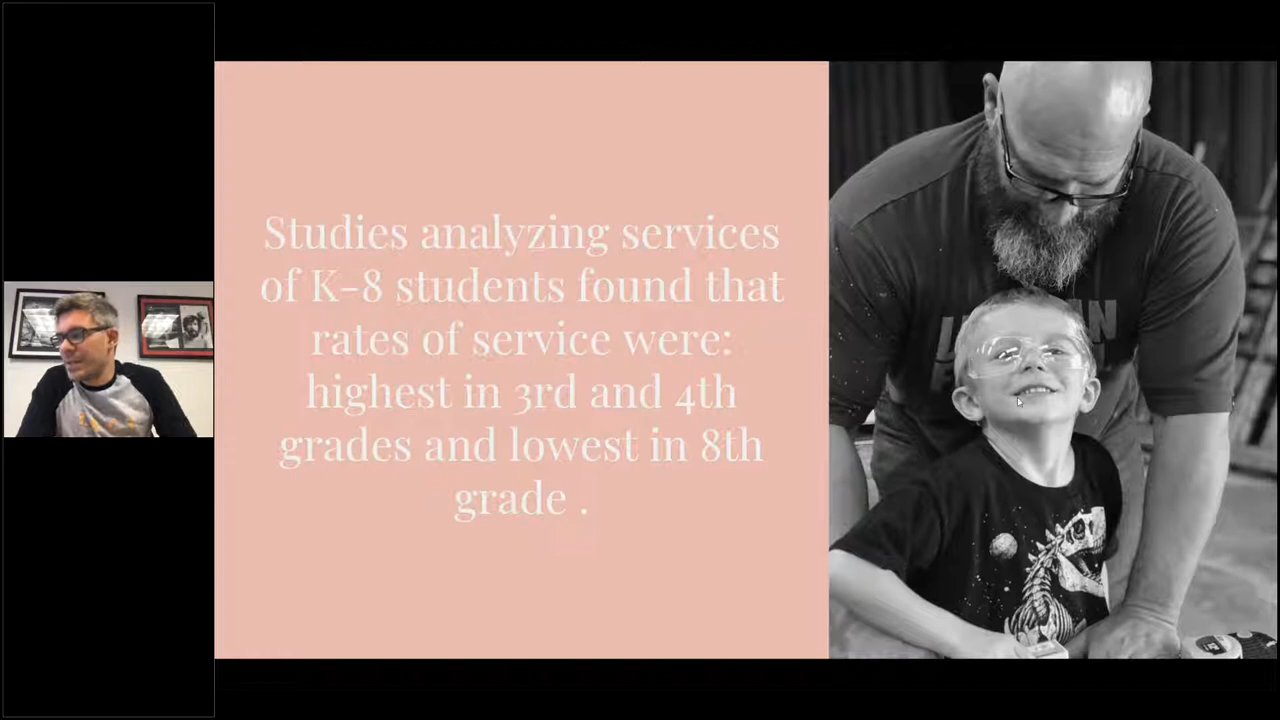 Studies analyzing services
of K-8 students found that
rates of service were:
highest in 3rd and 4th
grades and lowest in 8th
grade .